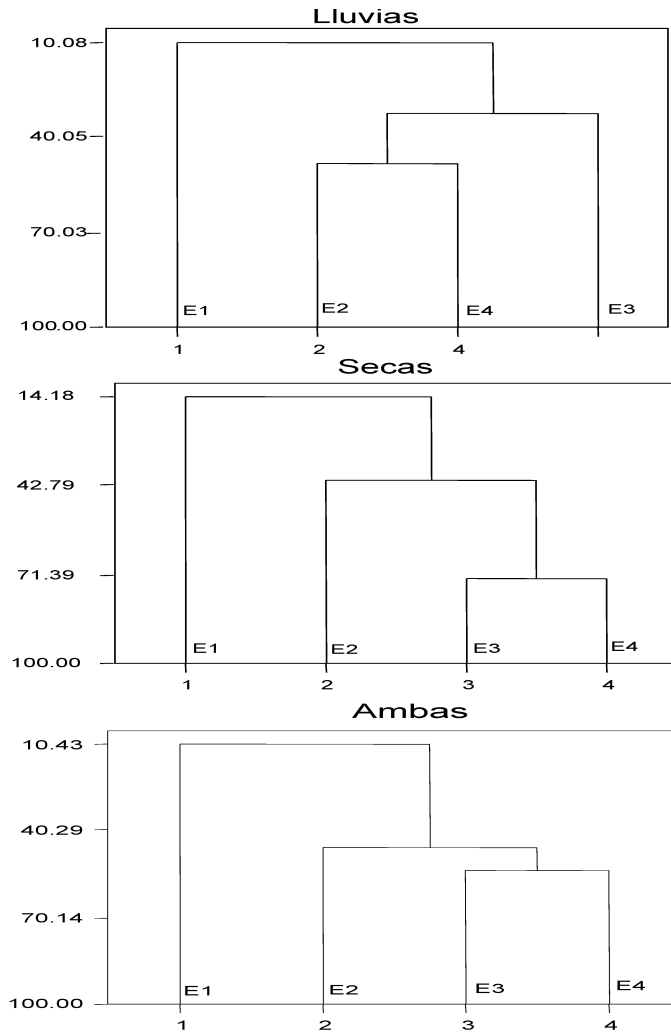 Lluvias
10.08
40.05
70.03
100.00
E1
E2
E4
E3
1
2
4
Secas
14.18
42.79
71.39
100.00
E1
E2
E3
E4
1
2
3
4
Ambas
10.43
40.29
70.14
100.00
E1
E2
E3
E4
1
2
3
4